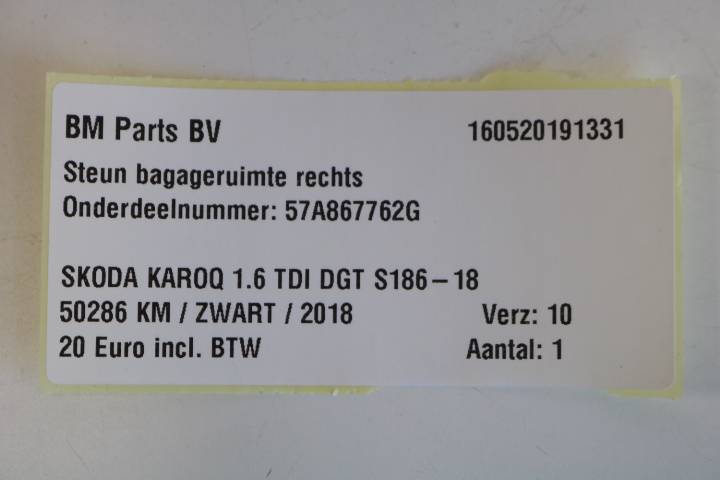 BM Parts BV 160520191331
Steun bagageruimte rechts
Onderdeelnummer: 57A867762G
SKODA KAROQ 1.6 TDI DGT S186-18
50286 KM / ZWART / 2018 Verz: 10
20 Euro incl. BTW Aantal: 1